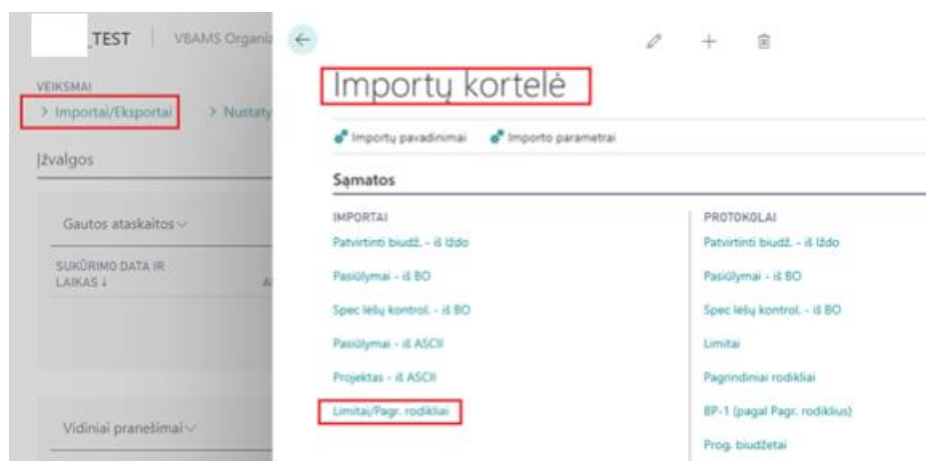 _TEST
VBAMS Organiz
VEIKSMAI
> Importai/Eksportai
> Nustaty
Įžvalgos
Gautos ataskaitos
SUKŪRIMO DATA IR
LAIKAS ↓
Vidiniai pranešimai
Importų kortelė
Importų pavadinimai
Importo parametrai
Sąmatos
IMPORTAI
Patvirtinti biudž. - iš Iždo
Pasiūlymai - iš BO
Spec lėšų kontrol. - iš BO
Pasiūlymai - iš ASCII
Projektas - iš ASCII
Limitai/Pagr. rodikliai
PROTOKOLAI
Patvirtinti biudž. - iš Iždo
Pasiūlymai - iš BO
Spec lėšų kontrol. - iš BO
Limitai
Pagrindiniai rodikliai
BP-1 (pagal Pagr. rodiklius)
Prog. biudžetai